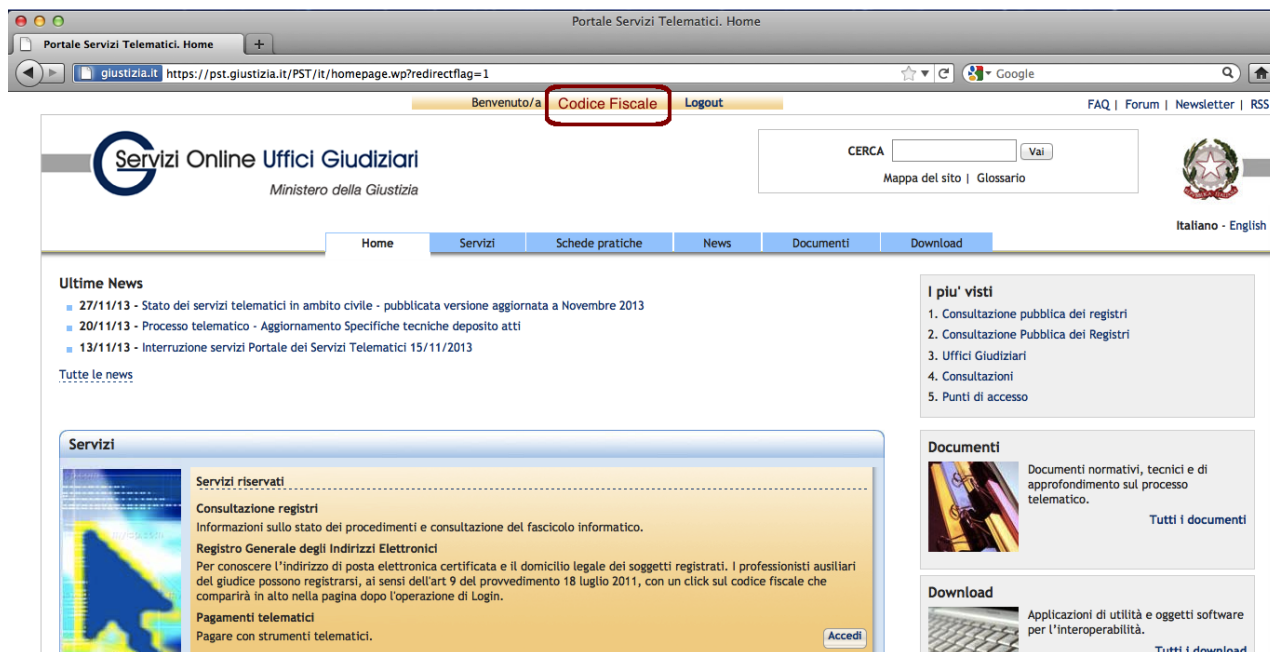 Portale Servizi Telematici. Home
Portale Servizi Telematici. Home +
giustizia.it https://pst.giustizia.it/PST/it/homepage.wp?redirectflag=1
Google
Benvenuto/a Codice Fiscale Logout
FAQ | Forum | Newsletter | RSS
Servizi Online Uffici Giudiziari
Ministero della Giustizia
CERCA Vai
Mappa del sito | Glossario
Italiano - English
Home Servizi Schede pratiche News Documenti Download
Ultime News
27/11/13 - Stato dei servizi telematici in ambito civile - pubblicata versione aggiornata a Novembre 2013
20/11/13 - Processo telematico - Aggiornamento Specifiche tecniche deposito atti
13/11/13 - Interruzione servizi Portale dei Servizi Telematici 15/11/2013
Tutte le news
I piu' visti
1. Consultazione pubblica dei registri
2. Consultazione Pubblica dei Registri
3. Uffici Giudiziari
4. Consultazioni
5. Punti di accesso
Servizi
Servizi riservati
Consultazione registri
Informazioni sullo stato dei procedimenti e consultazione del fascicolo informatico.
Registro Generale degli Indirizzi Elettronici
Per conoscere l'indirizzo di posta elettronica certificata e il domicilio legale dei soggetti registrati. I professionisti ausiliari
del giudice possono registrarsi, ai sensi dell'art 9 del provvedimento 18 luglio 2011, con un click sul codice fiscale che
comparirà in alto nella pagina dopo l'operazione di Login.
Pagamenti telematici
Pagare con strumenti telematici.
Accedi
Documenti
Documenti normativi, tecnici e di
approfondimento sul processo
telematico.
Tutti i documenti
Download
Applicazioni di utilità e oggetti software
per l'interoperabilità.
Tutti i download